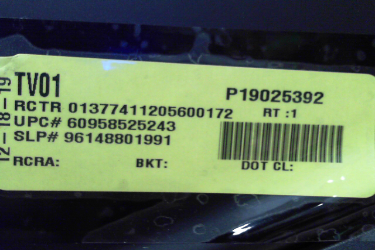 TV01
P19025392
RCTR 01377411205600172
RT :1
UPC# 60958525243
SLP# 96148801991
RCRA:
BKT:
DOT CL:
12-18-19